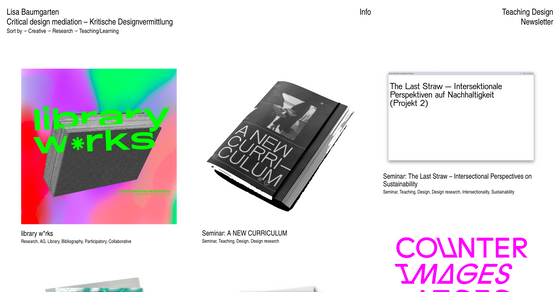 Lisa Baumgarten
Critical design mediation – Kritische Designvermittlung
Sort by – Creative – Research – Teaching/Learning
Info
Teaching Design
Newsletter
library
w*rks
A NEW
CURRI-
CULUM
The Last Straw — Intersektionale
Perspektiven auf Nachhaltigkeit
(Projekt 2)
library w*rks
Research, AG, Library, Bibliography, Participatory, Collaborative
Seminar: A NEW CURRICULUM
Seminar, Teaching, Design, Design research
Seminar: The Last Straw – Intersectional Perspectives on
Sustainability
Seminar, Teaching, Design, Design research, Intersectionality, Sustainability
COUNTER
IMAGES